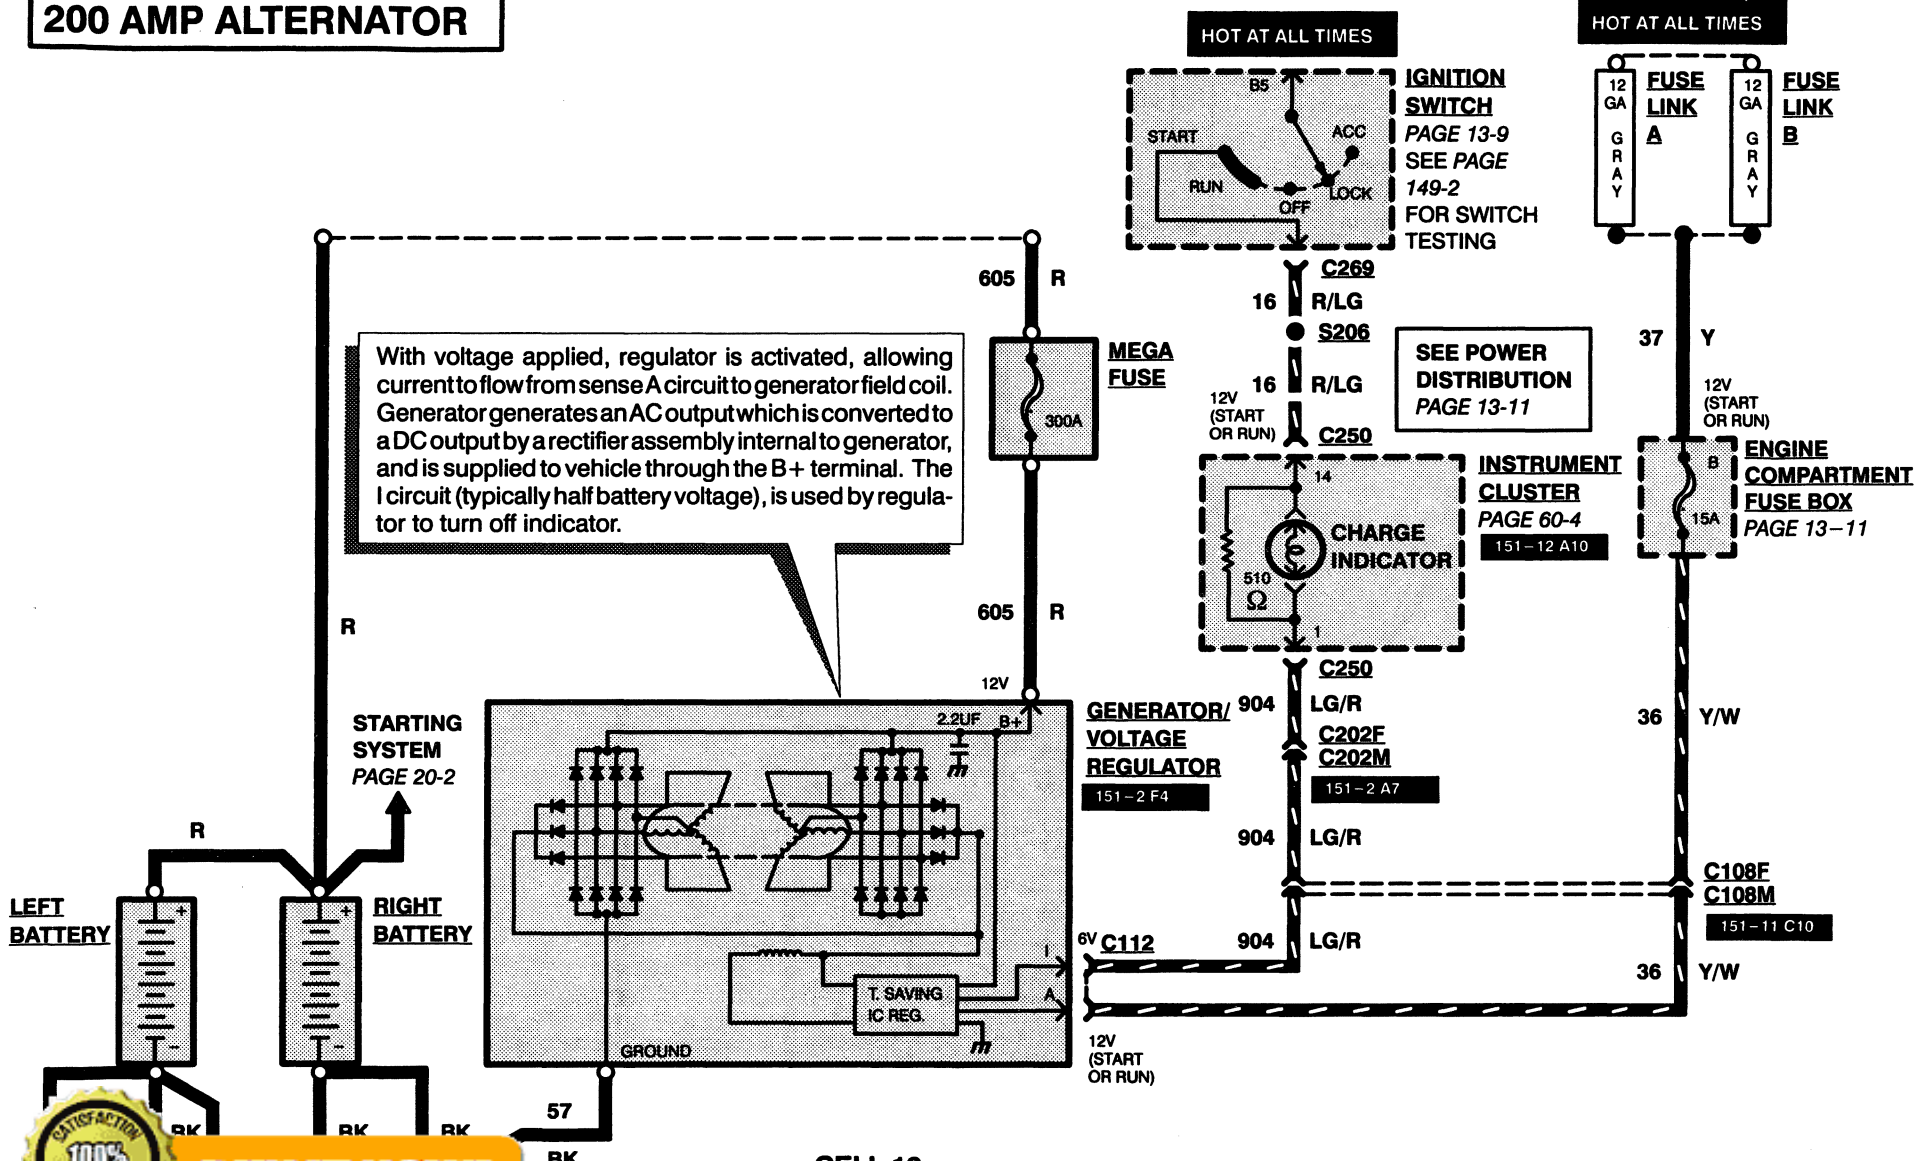 200 AMP ALTERNATOR
HOT AT ALL TIMES
HOT AT ALL TIMES
B5
START
ACC
RUN
OFF
LOCK
IGNITION
SWITCH
PAGE 13-9
SEE PAGE
149-2
FOR SWITCH
TESTING
12
GA
G
R
A
Y
FUSE
LINK
A
12
GA
G
R
A
Y
FUSE
LINK
B
C269
16 R/LG
S206
16 R/LG
12V
(START
OR RUN)
C250
SEE POWER
DISTRIBUTION
PAGE 13-11
37 Y
12V
(START
OR RUN)
605 R
MEGA
FUSE
300A
605 R
12V
With voltage applied, regulator is activated, allowing
current to flow from sense A circuit to generator field coil.
Generator generates an AC output which is converted to
a DC output by a rectifier assembly internal to generator,
and is supplied to vehicle through the B+ terminal. The
I circuit (typically half battery voltage), is used by regula-
tor to turn off indicator.
14
CHARGE
INDICATOR
510
Ω
1
INSTRUMENT
CLUSTER
PAGE 60-4
151-12 A10
B
15A
ENGINE
COMPARTMENT
FUSE BOX
PAGE 13-11
R
C250
904 LG/R
C202F
C202M
151-2 A7
904 LG/R
36 Y/W
GENERATOR/
VOLTAGE
REGULATOR
151-2 F4
2.2UF
B+
STARTING
SYSTEM
PAGE 20-2
R
LEFT
BATTERY
+
-
RIGHT
BATTERY
+
-
C108F
C108M
151-11 C10
6V C112
904 LG/R
36 Y/W
I
A
T. SAVING
IC REG.
GROUND
12V
(START
OR RUN)
57
BK
BK
BK
BK
SATISFACTION
100%